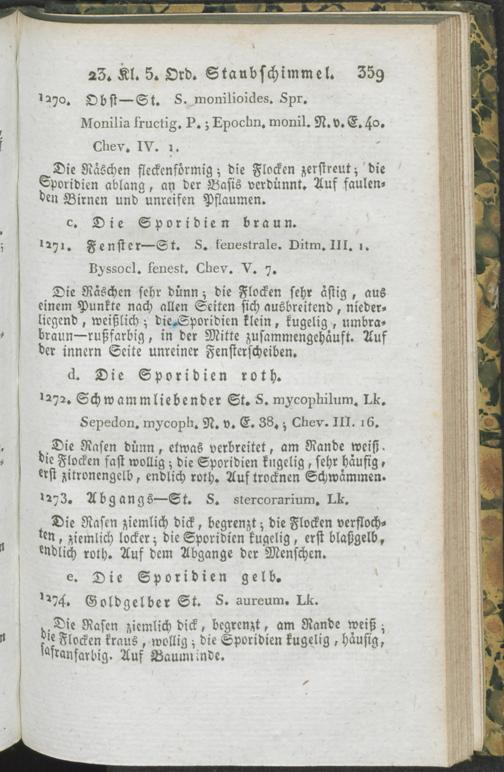 23. Kl. 5. Ord. Staubschimmel. 359
1270. Obst—St. S. monilioides. Spr.
Monilia fructig. P.; Epochn. monil. N. v. E. 40.
Chev. IV. 1.
Die Räschen fleckenförmig; die Flocken zerstreut; die
Sporidien ablang, an der Basis verdünnt. Auf faulen-
den Birnen und unreifen Pflaumen.
c. Die Sporidien braun.
1271. Fenster—St. S. fenestrale. Ditm. III. 1.
Byssocl. fenest. Chev. V. 7.
Die Räschen sehr dünn; die Flocken sehr ästig, aus
einem Punkte nach allen Seiten sich ausbreitend, nieder-
liegend, weißlich; die Sporidien klein, kugelig, umbra-
braun—rußfarbig, in der Mitte zusammengehäuft. Auf
der innern Seite unreiner Fensterscheiben.
d. Die Sporidien roth.
1272. Schwammliebender St. S. mycophilum. Lk.
Sepedon. mycoph. N. v. E. 38.; Chev. III. 16.
Die Rasen dünn, etwas verbreitet, am Rande weiß.
die Flocken fast wollig; die Sporidien kugelig, sehr häufig,
erst zitronengelb, endlich roth. Auf trocknen Schwämmen.
1273. Abgangs—St. S. stercorarium. Lk.
Die Rasen ziemlich dick, begrenzt; die Flocken verfloch-
ten, ziemlich locker; die Sporidien kugelig, erst blaßgelb,
endlich roth. Auf dem Abgange der Menschen.
e. Die Sporidien gelb.
1274. Goldgelber St. S. aureum. Lk.
Die Rasen ziemlich dick, begrenzt, am Rande weiß;
die Flocken kraus, wollig; die Sporidien kugelig, häufig,
safranfarbig. Auf Baumrinde.